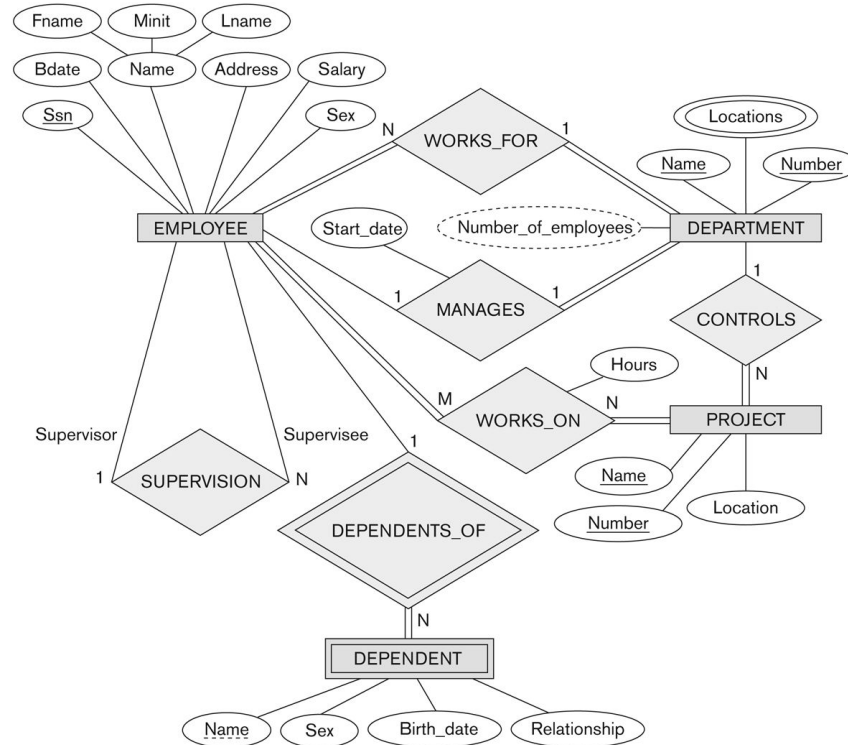 Fname
Minit
Lname
Bdate
Name
Address
Salary
Ssn
Sex
N
WORKS_FOR
1
Locations
Name
Number
EMPLOYEE
Start_date
Number_of_employees
DEPARTMENT
1
MANAGES
1
1
CONTROLS
N
Hours
M
WORKS_ON
N
PROJECT
Supervisor
Supervisee
1
1
SUPERVISION
N
Name
Location
Number
DEPENDENTS_OF
N
DEPENDENT
Name
Sex
Birth_date
Relationship